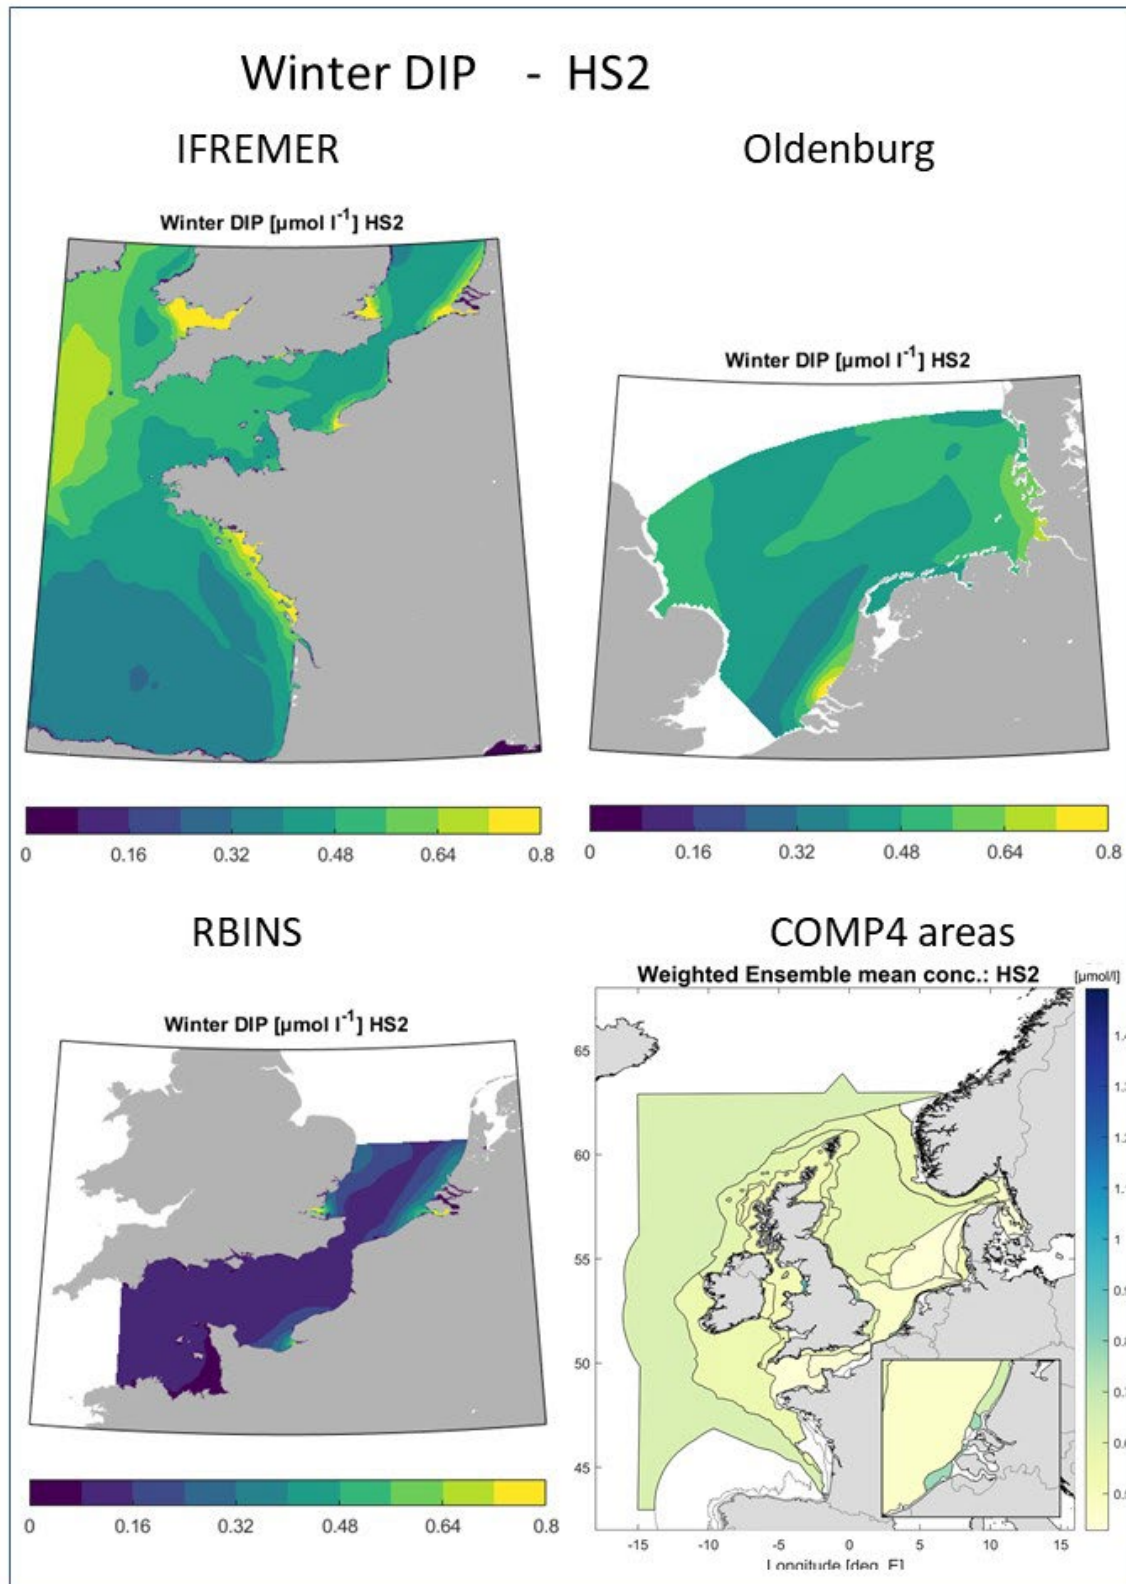 Winter DIP - HS2
IFREMER
Oldenburg
Winter DIP [µmol l-1] HS2
Winter DIP [µmol l-1] HS2
0 0.16 0.32 0.48 0.64 0.8
0 0.16 0.32 0.48 0.64 0.8
RBINS
COMP4 areas
Weighted Ensemble mean conc.: HS2
[µmol/l]
Winter DIP [µmol l-1] HS2
65
60
55
50
45
-15 -10 -5 0 5 10 15
0 0.16 0.32 0.48 0.64 0.8
Longitude [deg. E]